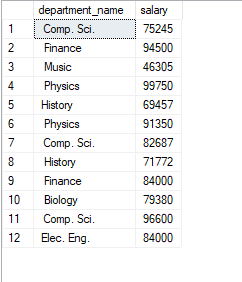 department_name salary
1 Comp. Sci. 75245
2 Finance 94500
3 Music 46305
4 Physics 99750
5 History 69457
6 Physics 91350
7 Comp. Sci. 82687
8 History 71772
9 Finance 84000
10 Biology 79380
11 Comp. Sci. 96600
12 Elec. Eng. 84000